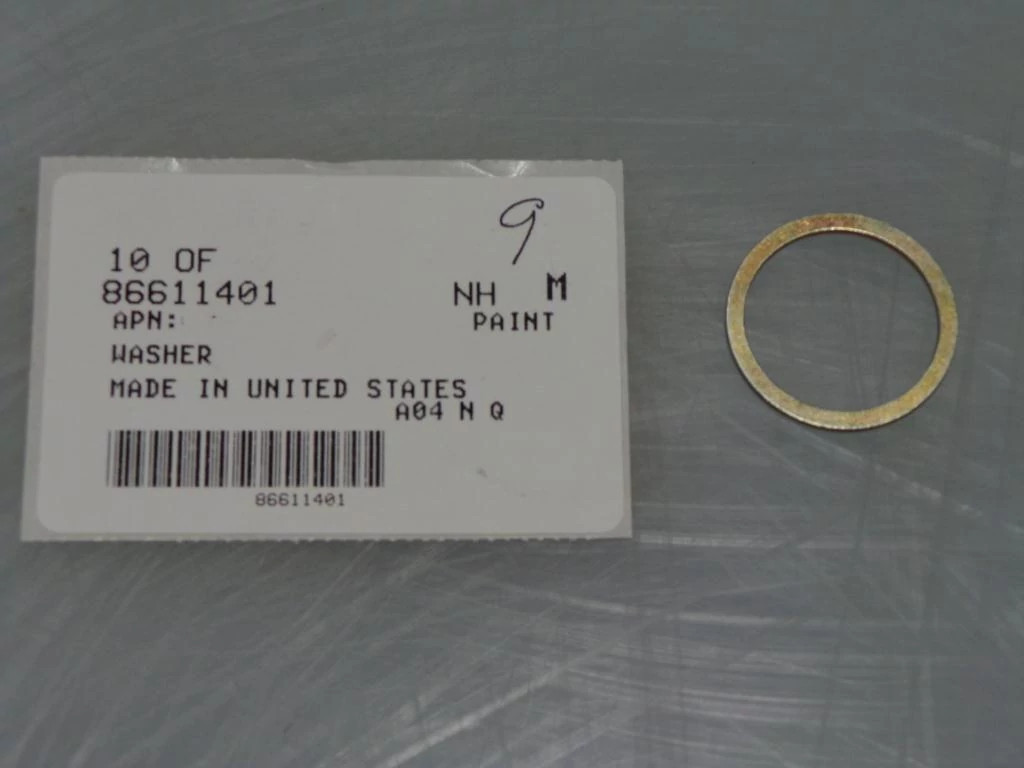 9
10 OF
86611401 NH M
APN: PAINT
WASHER
MADE IN UNITED STATES
A04 N Q
86611401